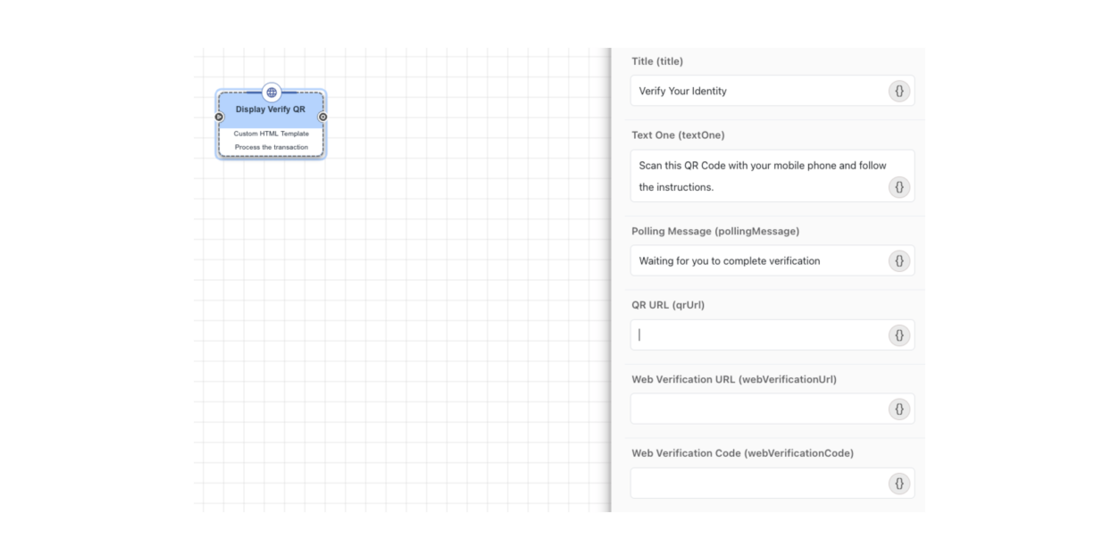 Display Verify QR
Custom HTML Template
Process the transaction
Title (title)
Verify Your Identity
{}
Text One (textOne)
Scan this QR Code with your mobile phone and follow
the instructions.
{}
Polling Message (pollingMessage)
Waiting for you to complete verification
{}
QR URL (qrUrl)
{}
Web Verification URL (webVerificationUrl)
{}
Web Verification Code (webVerificationCode)
{}